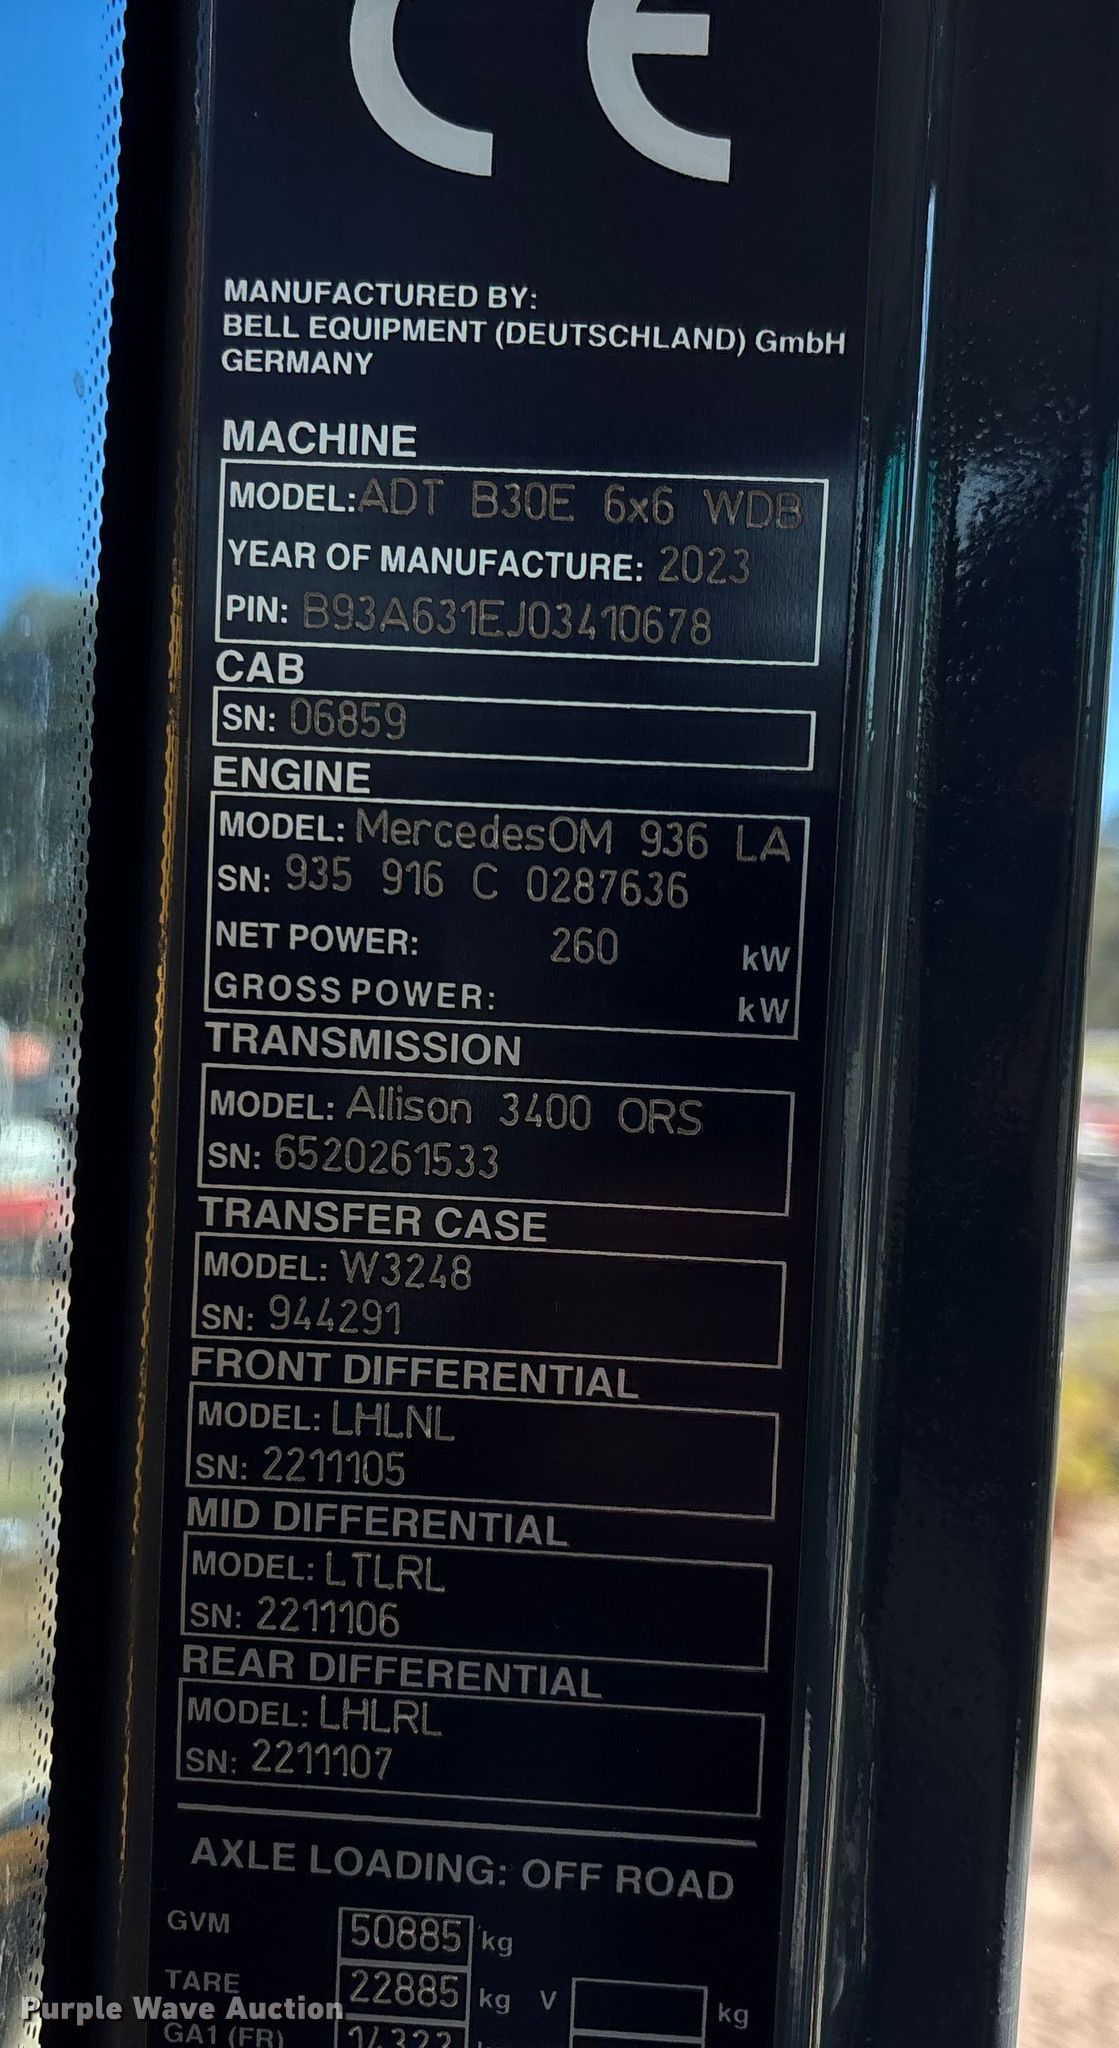 CE
MANUFACTURED BY:
BELL EQUIPMENT (DEUTSCHLAND) GmbH
GERMANY
MACHINE
MODEL: ADT B30E 6x6 WDB
YEAR OF MANUFACTURE: 2023
PIN: B93A631EJ03410678
CAB
SN: 06859
ENGINE
MODEL: MercedesOM 936 LA
SN: 935 916 C 0287636
NET POWER: 260 kW
GROSS POWER: kW
TRANSMISSION
MODEL: Allison 3400 ORS
SN: 6520261533
TRANSFER CASE
MODEL: W3248
SN: 944291
FRONT DIFFERENTIAL
MODEL: LHLNL
SN: 2211105
MID DIFFERENTIAL
MODEL: LTLRL
SN: 2211106
REAR DIFFERENTIAL
MODEL: LHLRL
SN: 2211107
AXLE LOADING: OFF ROAD
GVM 50885 kg
TARE 22885 kg V kg
Purple Wave Auction
GA1 (FR)